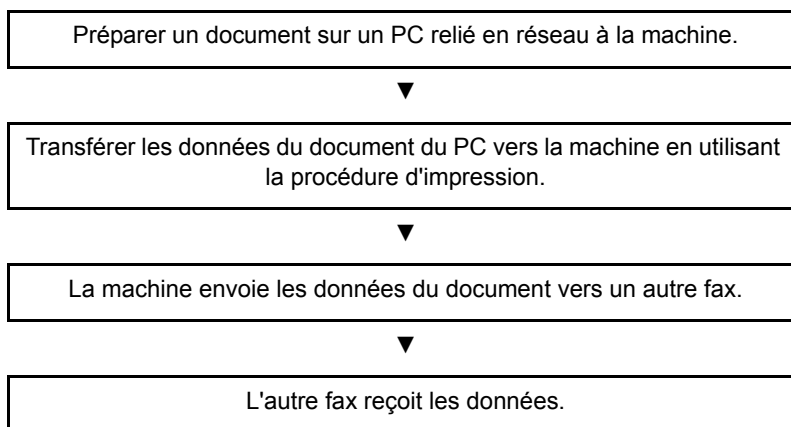 Préparer un document sur un PC relié en réseau à la machine.
▼
Transférer les données du document du PC vers la machine en utilisant
la procédure d'impression.
▼
La machine envoie les données du document vers un autre fax.
▼
L'autre fax reçoit les données.